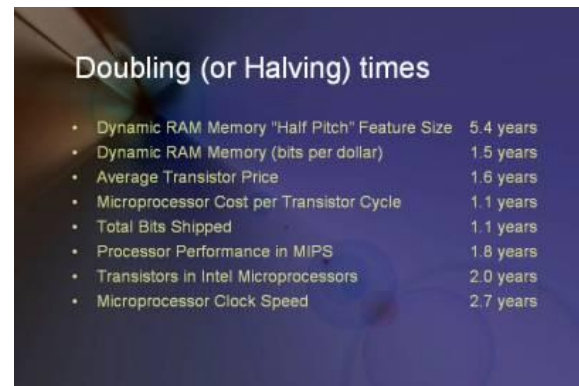 Doubling (or Halving) times
• Dynamic RAM Memory "Half Pitch" Feature Size 5.4 years
• Dynamic RAM Memory (bits per dollar) 1.5 years
• Average Transistor Price 1.6 years
• Microprocessor Cost per Transistor Cycle 1.1 years
• Total Bits Shipped 1.1 years
• Processor Performance in MIPS 1.8 years
• Transistors in Intel Microprocessors 2.0 years
• Microprocessor Clock Speed 2.7 years